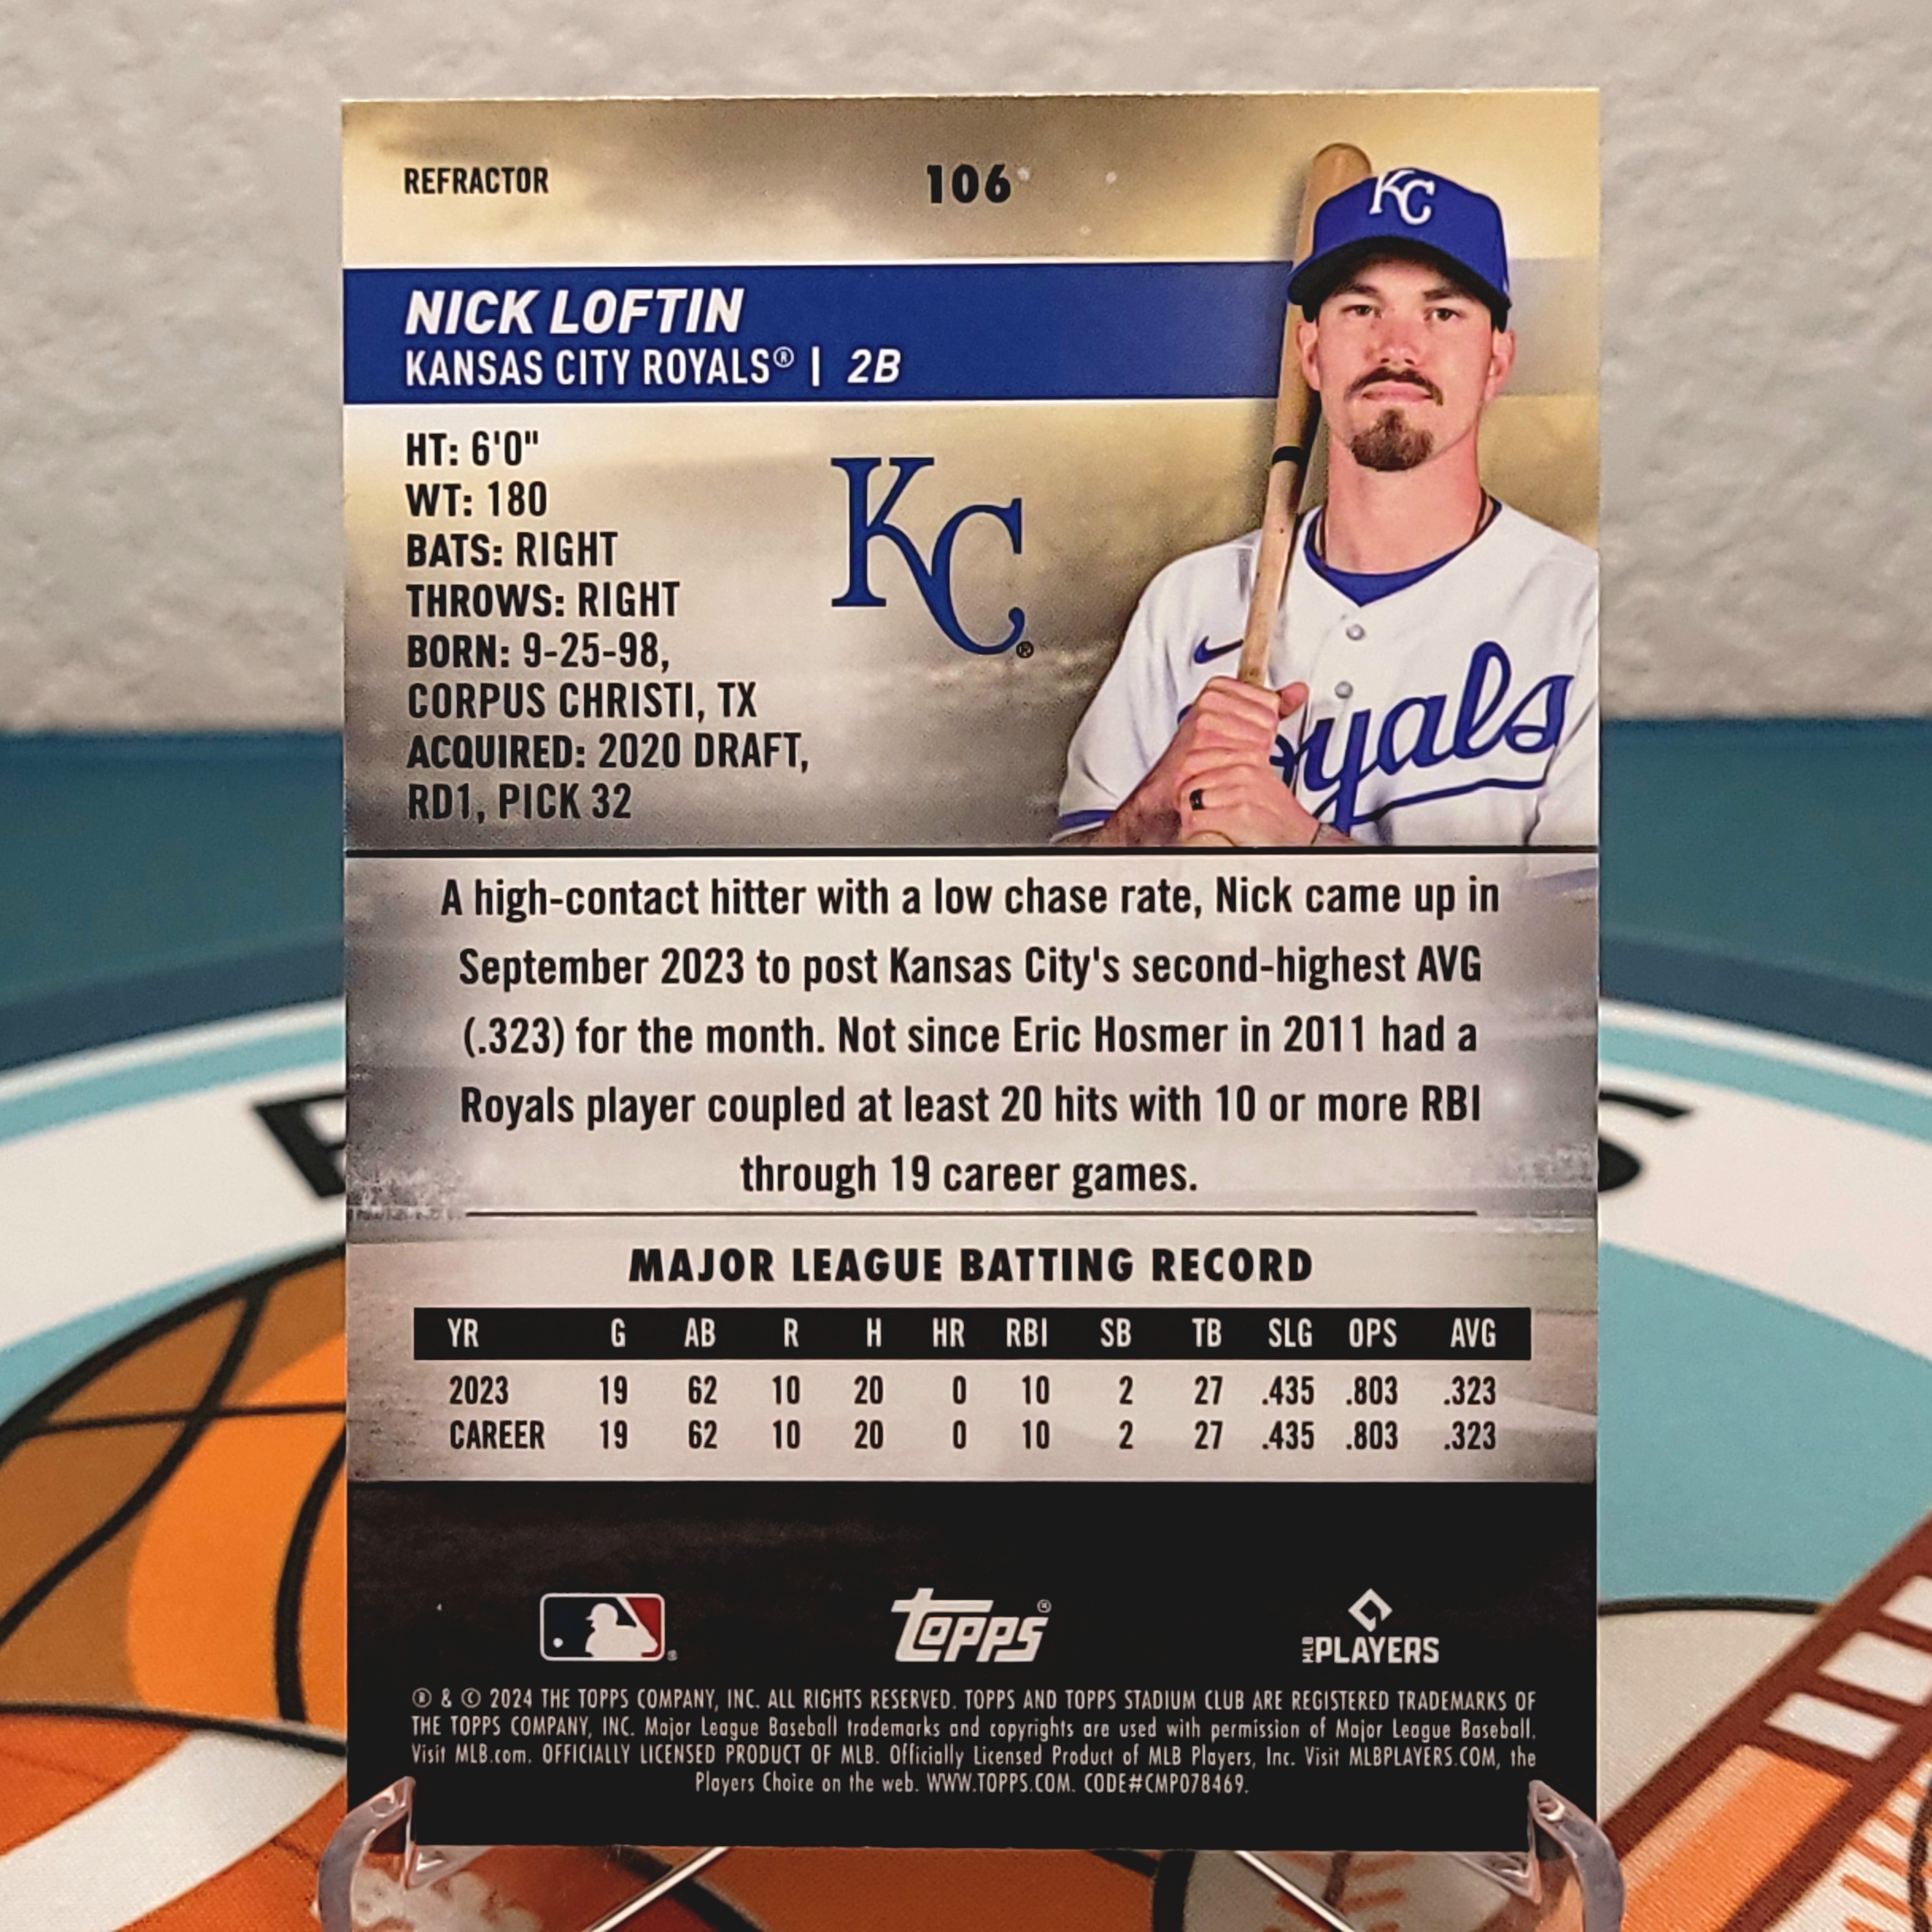 REFRACTOR
106
KC
NICK LOFTIN
KANSAS CITY ROYALS® | 2B
HT: 6'0"
WT: 180
BATS: RIGHT
THROWS: RIGHT
BORN: 9-25-98,
CORPUS CHRISTI, TX
ACQUIRED: 2020 DRAFT,
RD1, PICK 32
KC®
oyals
A high-contact hitter with a low chase rate, Nick came up in
September 2023 to post Kansas City's second-highest AVG
(.323) for the month. Not since Eric Hosmer in 2011 had a
Royals player coupled at least 20 hits with 10 or more RBI
through 19 career games.
MAJOR LEAGUE BATTING RECORD
YR G AB R H HR RBI SB TB SLG OPS AVG
2023 19 62 10 20 0 10 2 27 .435 .803 .323
CAREER 19 62 10 20 0 10 2 27 .435 .803 .323
TOPPS®
MLB PLAYERS
® & © 2024 THE TOPPS COMPANY, INC. ALL RIGHTS RESERVED. TOPPS AND TOPPS STADIUM CLUB ARE REGISTERED TRADEMARKS OF
THE TOPPS COMPANY, INC. Major League Baseball trademarks and copyrights are used with permission of Major League Baseball.
Visit MLB.com. OFFICIALLY LICENSED PRODUCT OF MLB. Officially Licensed Product of MLB Players, Inc. Visit MLBPLAYERS.COM, the
Players Choice on the web. WWW.TOPPS.COM. CODE#CMP078469.